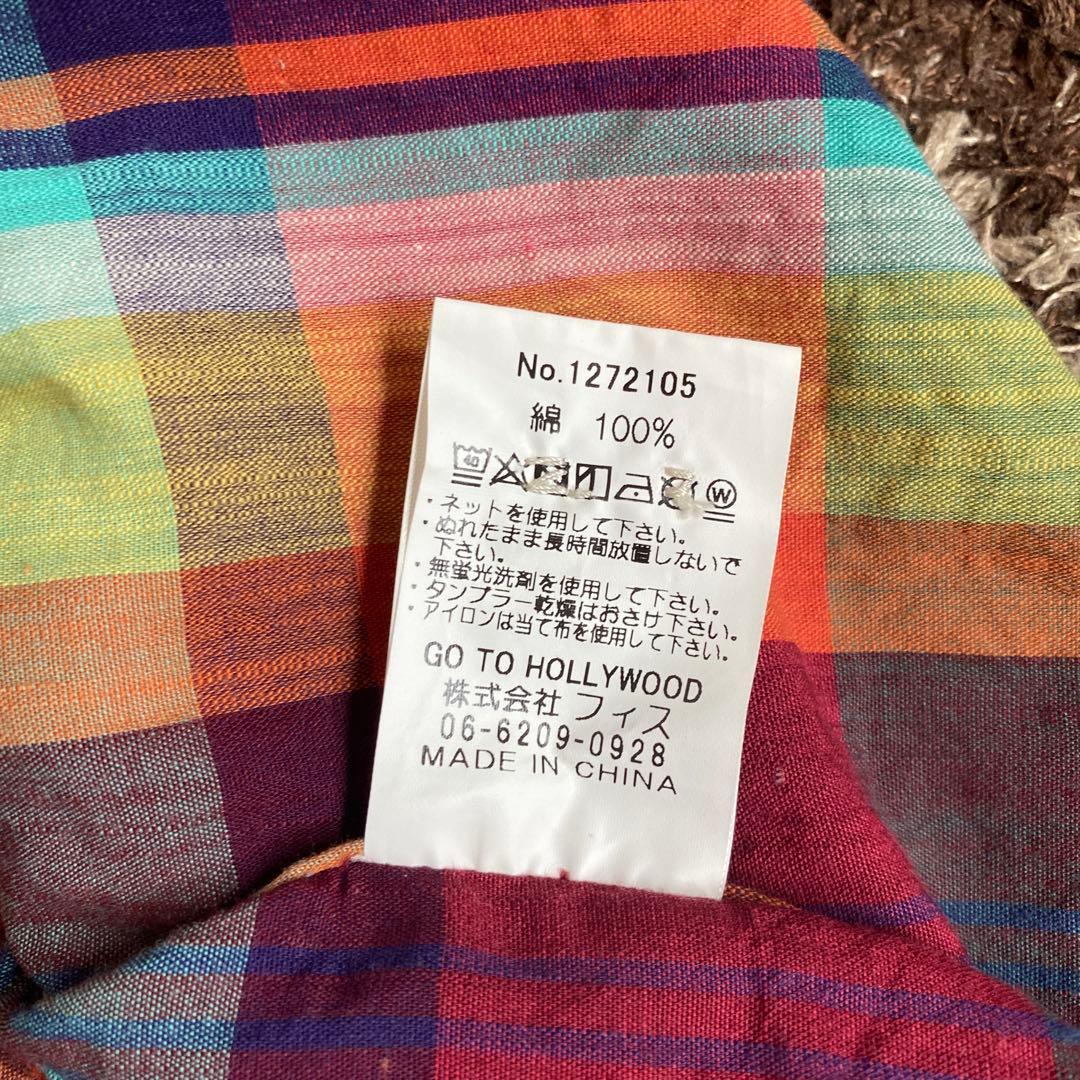 No.1272105
綿 100%
40 W
・ネットを使用して下さい。
・ぬれたまま長時間放置しないで
下さい。
・無蛍光洗剤を使用して下さい。
・タンブラー乾燥はおさけ下さい。
・アイロンは当て布を使用して下さい。
GO TO HOLLYWOOD
株式会社 フィス
06-6209-0928
MADE IN CHINA